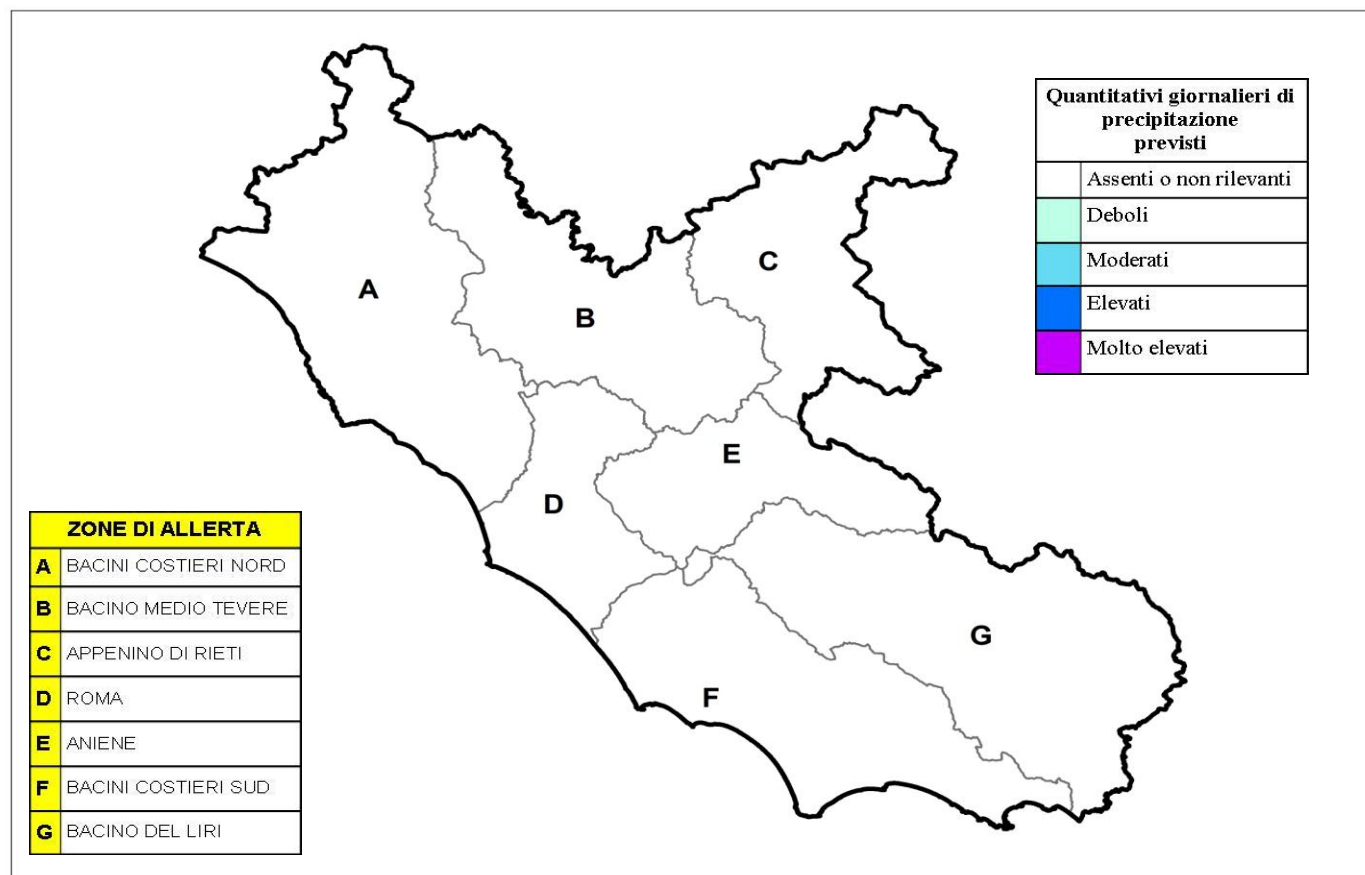 Quantitativi giornalieri di
precipitazione
previsti
Assenti o non rilevanti
Deboli
Moderati
Elevati
Molto elevati
C
A
B
E
D
G
F
ZONE DI ALLERTA
A BACINI COSTIERI NORD
B BACINO MEDIO TEVERE
C APPENINO DI RIETI
D ROMA
E ANIENE
F BACINI COSTIERI SUD
G BACINO DEL LIRI